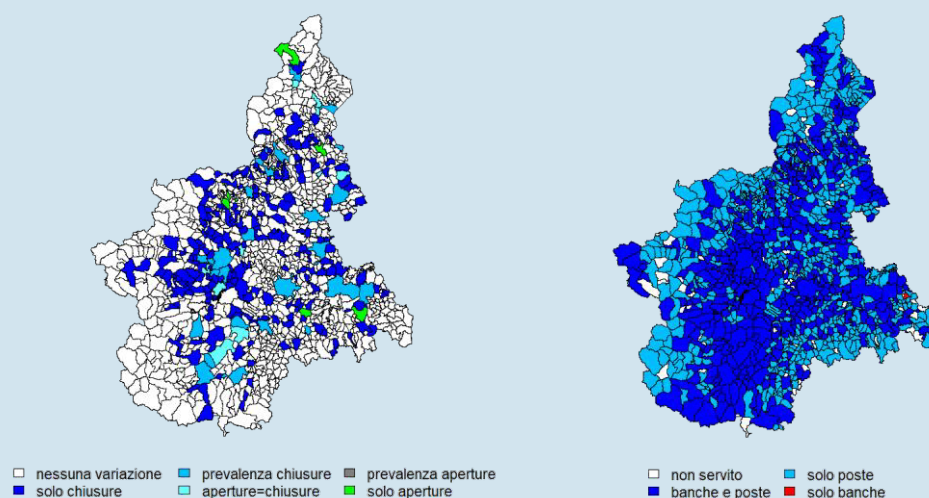 nessuna variazione prevalenza chiusure prevalenza aperture
solo chiusure aperture=chiusure solo aperture
non servito solo poste
banche e poste solo banche